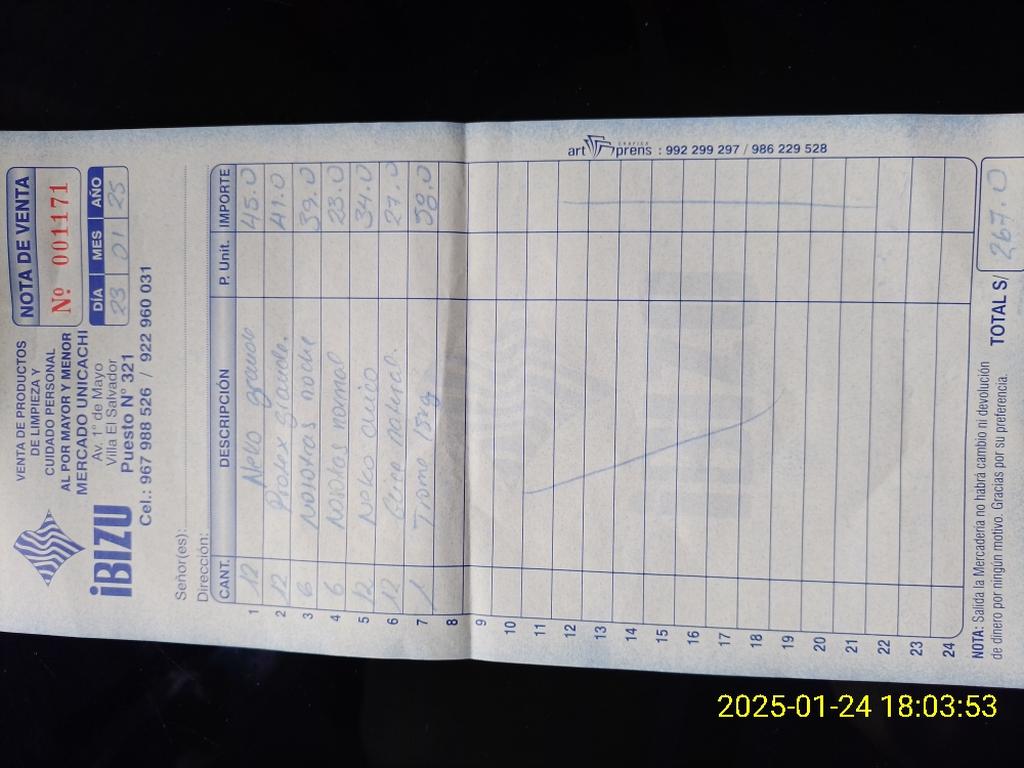 VENTA DE PRODUCTOS
DE LIMPIEZA Y
CUIDADO PERSONAL
AL POR MAYOR Y MENOR
MERCADO UNICACHI
Av. 1° de Mayo
Villa El Salvador
Puesto N° 321
Cel.: 967 988 526 / 922 960 031
iBIZU
NOTA DE VENTA
Nº 001171
DÍA MES AÑO
23 01 25
Señor(es):
Dirección:
CANT. DESCRIPCIÓN P. Unit. IMPORTE
1 12 Neko grande 45.0
2 12 Protex grande. 41.0
3 6 nosotras noche 39.0
4 6 Nosotras normal 23.0
5 12 Neko chico 34.0
6 12 natural. 27.0
7 1 150g 58.0
8
9
10
11
12
13
14
15
16
17
18
19
20
21
22
23
24
art GRAFICA prens : 992 299 297 / 986 229 528
NOTA: Salida la Mercadería no habrá cambio ni devolución
de dinero por ningún motivo. Gracias por su preferencia.
TOTAL S/ 267.0
2025-01-24 18:03:53